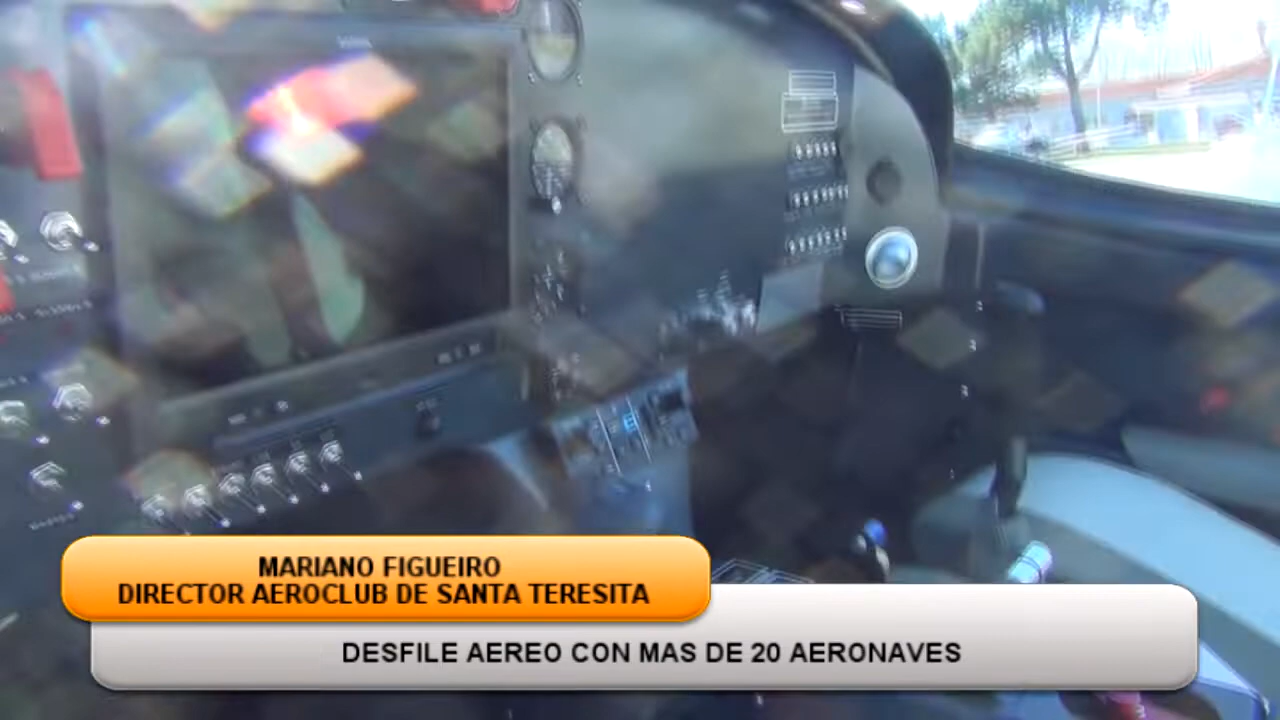 MARIANO FIGUEIRO
DIRECTOR AEROCLUB DE SANTA TERESITA
DESFILE AEREO CON MAS DE 20 AERONAVES